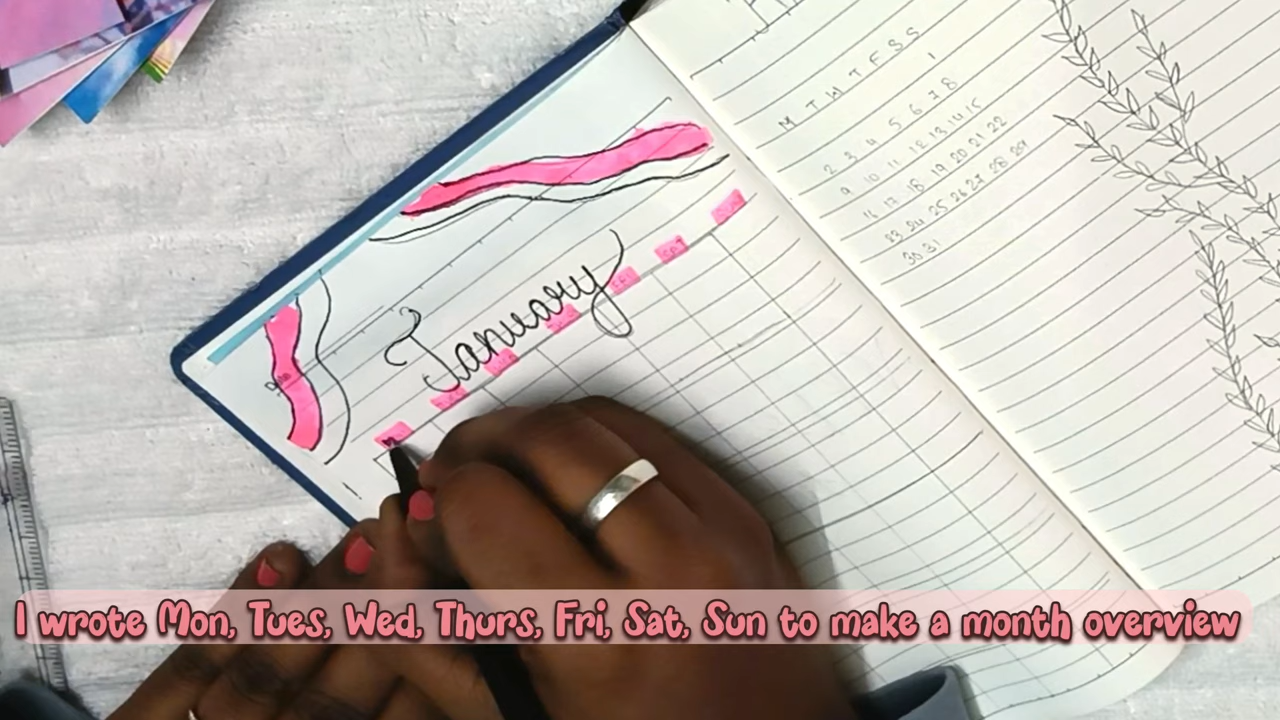 M T W T F S S
1
2 3 4 5 6 7 8
9 10 11 12 13 14 15
16 17 18 19 20 21 22
23 24 25 26 27 28 29
30 31
January
I wrote Mon, Tues, Wed, Thurs, Fri, Sat, Sun to make a month overview